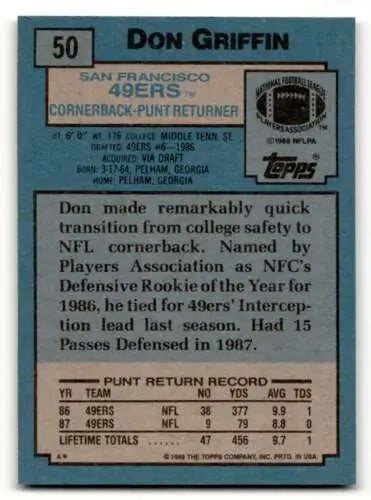 50
DON GRIFFIN
SAN FRANCISCO
49ERS TM
CORNERBACK-PUNT RETURNER
NATIONAL FOOTBALL LEAGUE
PLAYERS ASSOCIATION
© 1988 NFLPA
Topps
HT: 6'0" WT: 176 COLLEGE: MIDDLE TENN. ST.
DRAFTED: 49ERS #6-1986
ACQUIRED: VIA DRAFT
BORN: 3-17-64, PELHAM, GEORGIA
HOME: PELHAM, GEORGIA
Don made remarkably quick
transition from college safety to
NFL cornerback. Named by
Players Association as NFC's
Defensive Rookie of the Year for
1986, he tied for 49ers' Intercep-
tion lead last season. Had 15
Passes Defensed in 1987.
PUNT RETURN RECORD
YR TEAM NO YDS AVG TDS
86 49ERS NFL 38 377 9.9 1
87 49ERS NFL 9 79 8.8 0
LIFETIME TOTALS ...... 47 456 9.7 1
A* © 1988 THE TOPPS COMPANY, INC. PRTD. IN U.S.A.